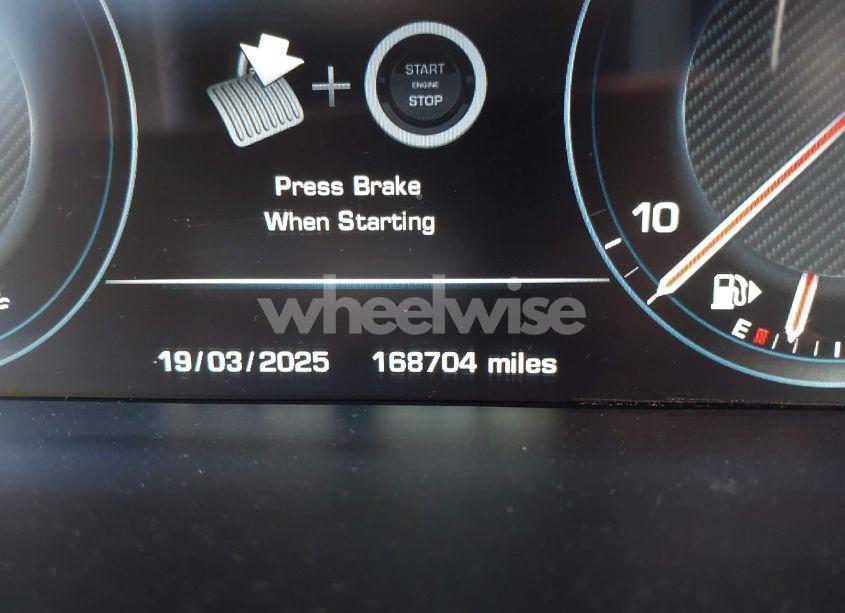 START
ENGINE
STOP
Press Brake
When Starting
10
E
wheelwise
19/03/2025 168704 miles